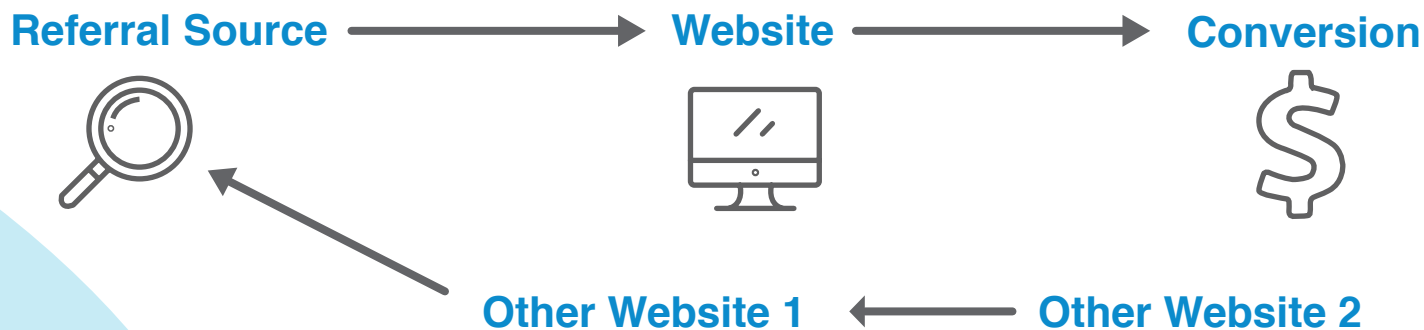 Referral Source
Website
Conversion
Other Website 1
Other Website 2